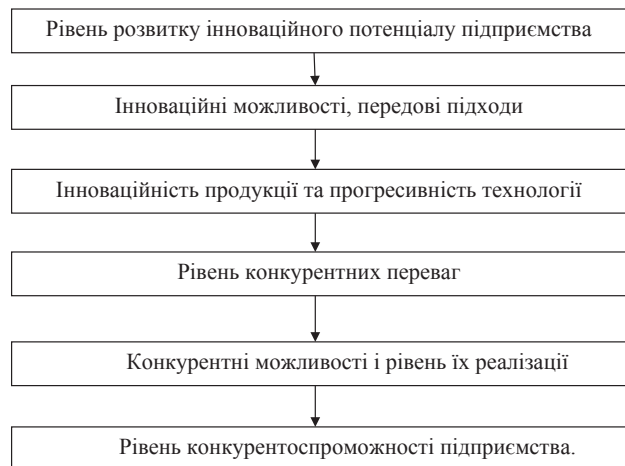 Рівень розвитку інноваційного потенціалу підприємства
Інноваційні можливості, передові підходи
Інноваційність продукції та прогресивність технології
Рівень конкурентних переваг
Конкурентні можливості і рівень їх реалізації
Рівень конкурентоспроможності підприємства.